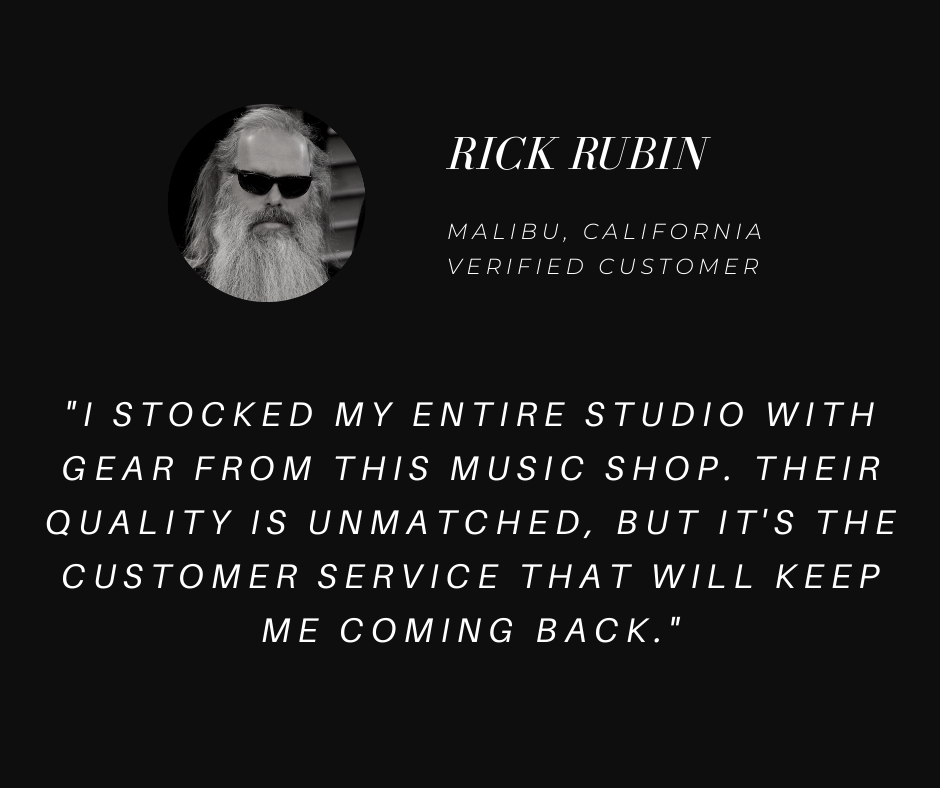 RICK RUBIN
MALIBU, CALIFORNIA
VERIFIED CUSTOMER
"I STOCKED MY ENTIRE STUDIO WITH
GEAR FROM THIS MUSIC SHOP. THEIR
QUALITY IS UNMATCHED, BUT IT'S THE
CUSTOMER SERVICE THAT WILL KEEP
ME COMING BACK."